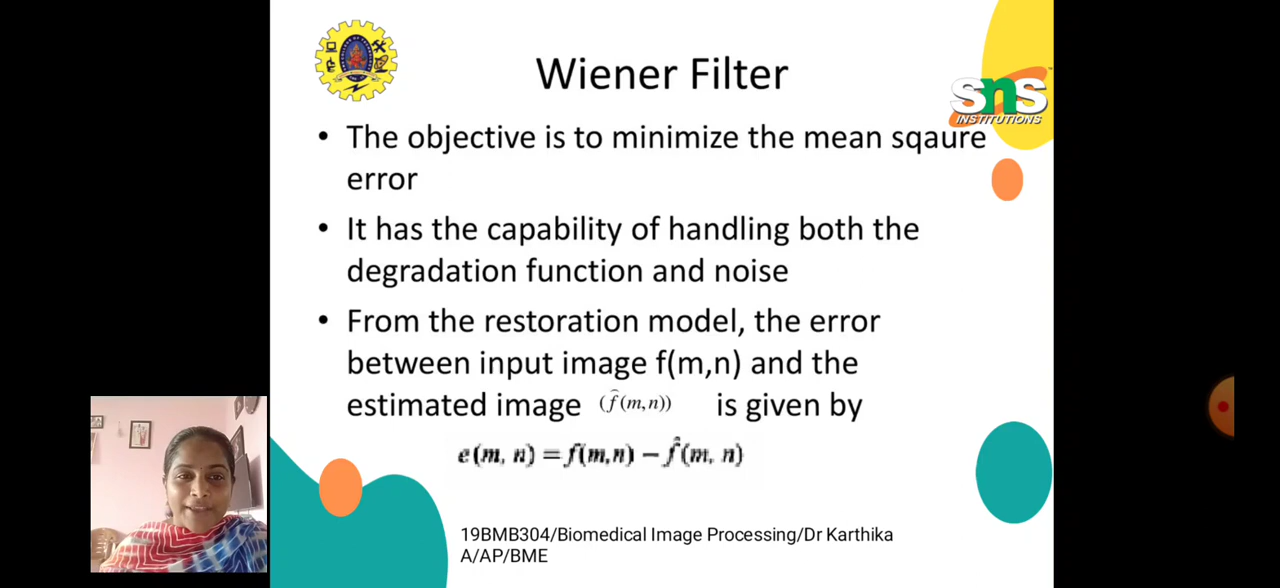 Wiener Filter
SNS
INSTITUTIONS
• The objective is to minimize the mean sqaure
error
• It has the capability of handling both the
degradation function and noise
• From the restoration model, the error
between input image f(m,n) and the
estimated image (f̂(m,n)) is given by
e(m, n) = f(m,n) − f̂(m, n)
19BMB304/Biomedical Image Processing/Dr Karthika
A/AP/BME